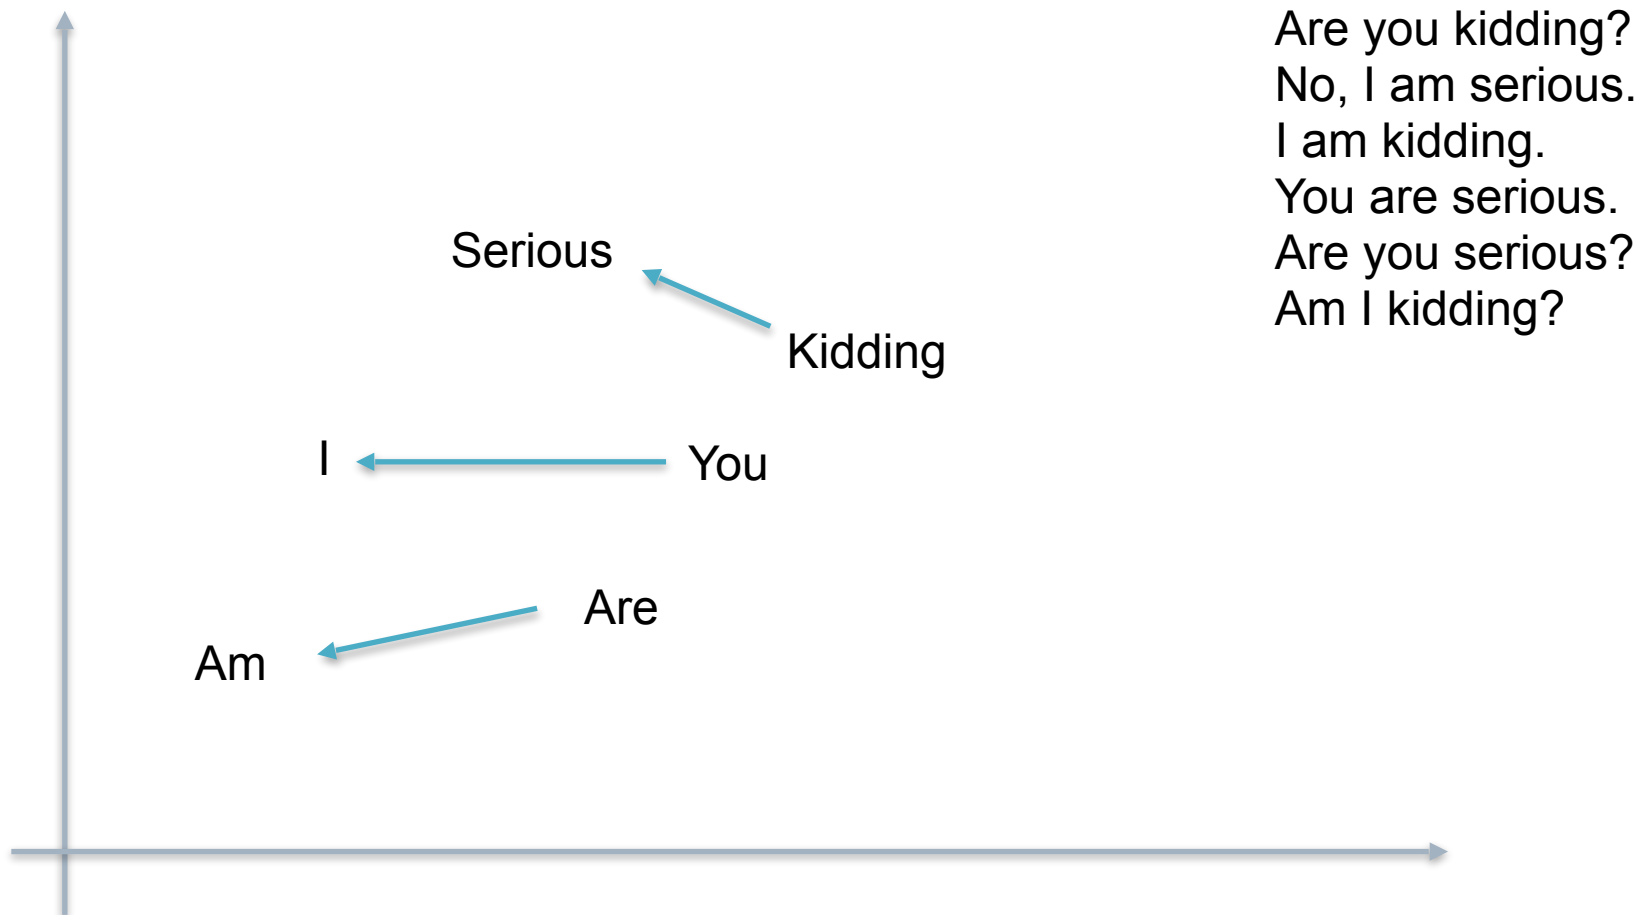 Are you kidding?
No, I am serious.
I am kidding.
You are serious.
Are you serious?
Am I kidding?
Serious
Kidding
I
You
Are
Am